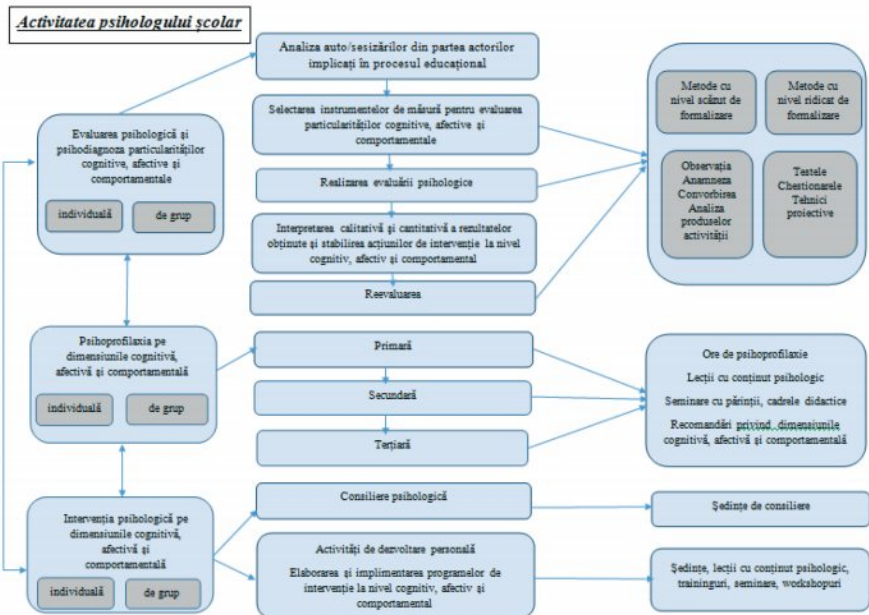 Activitatea psihologului școlar
Analiza auto/sesizărilor din partea actorilor
implicați în procesul educațional
Selectarea instrumentelor de măsură pentru evaluarea
particularităților cognitive, afective și
comportamentale
Realizarea evaluării psihologice
Interpretarea calitativă și cantitativă a rezultatelor
obținute și stabilirea acțiunilor de intervenție la nivel
cognitiv, afectiv și comportamental
Reevaluarea
Evaluarea psihologică și
psihodiagnoza particularităților
cognitive, afective și
comportamentale
individuală
de grup
Metode cu
nivel scăzut de
formalizare
Metode cu
nivel ridicat de
formalizare
Observația
Anamneza
Convorbirea
Analiza
produselor
activității
Testele
Chestionarele
Tehnici
proiective
Psihoprofilaxia pe
dimensiunile cognitivă,
afectivă și comportamentală
individuală
de grup
Primară
Secundară
Terțiară
Ore de psihoprofilaxie
Lecții cu conținut psihologic
Seminare cu părinții, cadrele didactice
Recomandări privind dimensiunile
cognitivă, afectivă și comportamentală
Intervenția psihologică pe
dimensiunile cognitivă,
afectivă și
comportamentală
individuală
de grup
Consiliere psihologică
Activități de dezvoltare personală
Elaborarea și implimentarea programelor de
intervenție la nivel cognitiv, afectiv și
comportamental
Ședințe de consiliere
Ședințe, lecții cu conținut psihologic,
traininguri, seminare, workshopuri